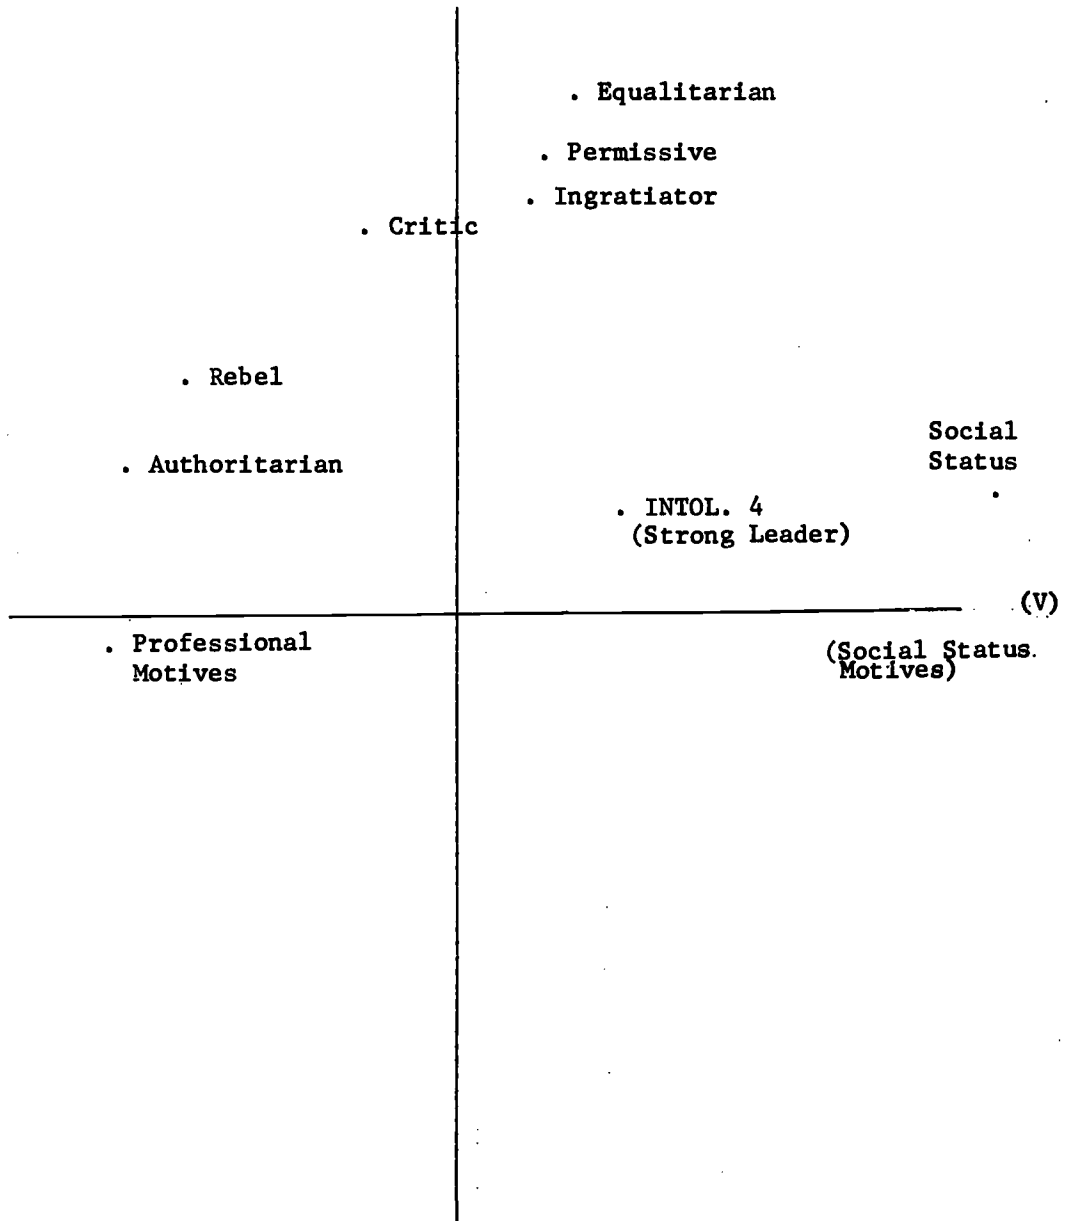 . Equalitarian
. Permissive
. Ingratiator
. Critic
. Rebel
Social
Status
. Authoritarian
. INTOL. 4
(Strong Leader)
(V)
. Professional
Motives
(Social Status
Motives)